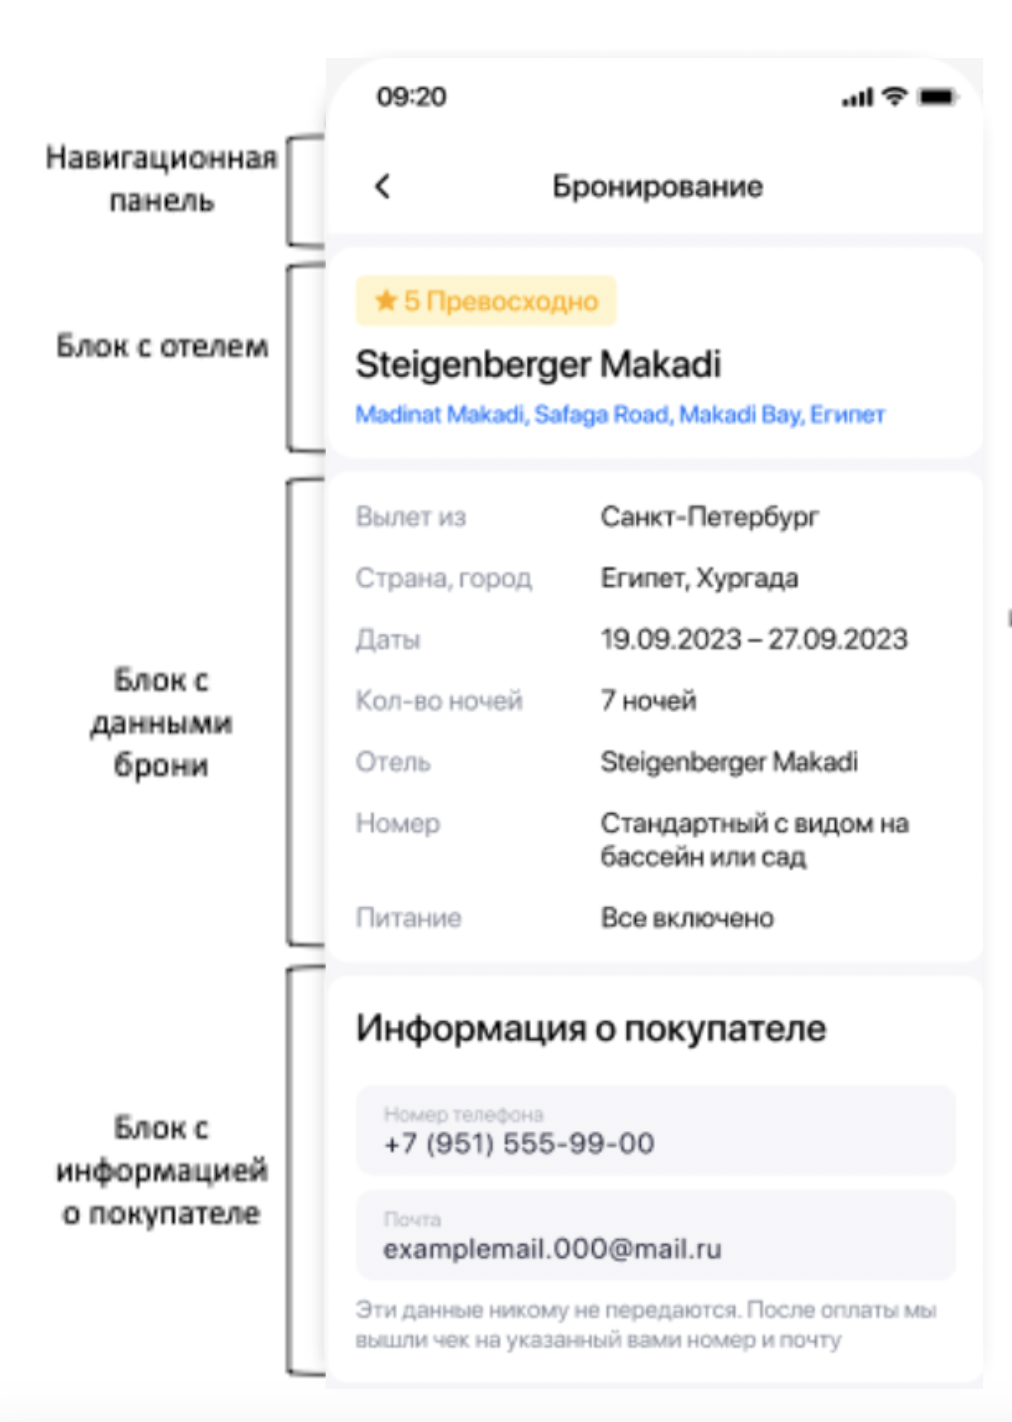 09:20
Навигационная
панель
Бронирование
★ 5 Превосходно
Блок с отелем
Steigenberger Makadi
Madinat Makadi, Safaga Road, Makadi Bay, Египет
Вылет из Санкт-Петербург
Страна, город Египет, Хургада
Даты 19.09.2023 – 27.09.2023
Блок с
данными
брони
Кол-во ночей 7 ночей
Отель Steigenberger Makadi
Номер Стандартный с видом на
бассейн или сад
Питание Все включено
Информация о покупателе
Блок с
информацией
о покупателе
Номер телефона
+7 (951) 555-99-00
Почта
examplemail.000@mail.ru
Эти данные никому не передаются. После оплаты мы
вышли чек на указанный вами номер и почту